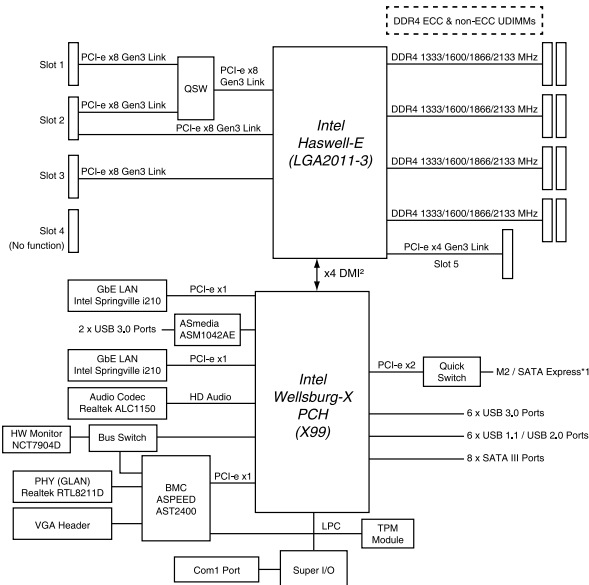 DDR4 ECC & non-ECC UDIMMs
Slot 1
PCI-e x8 Gen3 Link
QSW
PCI-e x8
Gen3 Link
DDR4 1333/1600/1866/2133 MHz
Intel
Haswell-E
(LGA2011-3)
Slot 2
PCI-e x8 Gen3 Link
PCI-e x8 Gen3 Link
DDR4 1333/1600/1866/2133 MHz
Slot 3
PCI-e x8 Gen3 Link
DDR4 1333/1600/1866/2133 MHz
Slot 4
(No function)
DDR4 1333/1600/1866/2133 MHz
PCI-e x4 Gen3 Link
Slot 5
x4 DMI²
GbE LAN
Intel Springville i210
PCI-e x1
2 x USB 3.0 Ports
ASmedia
ASM1042AE
GbE LAN
Intel Springville i210
PCI-e x1
Intel
Wellsburg-X
PCH
(X99)
PCI-e x2
Quick
Switch
M2 / SATA Express*1
Audio Codec
Realtek ALC1150
HD Audio
6 x USB 3.0 Ports
HW Monitor
NCT7904D
Bus Switch
6 x USB 1.1 / USB 2.0 Ports
8 x SATA III Ports
PHY (GLAN)
Realtek RTL8211D
BMC
ASPEED
AST2400
PCI-e x1
VGA Header
LPC
TPM
Module
Com1 Port
Super I/O